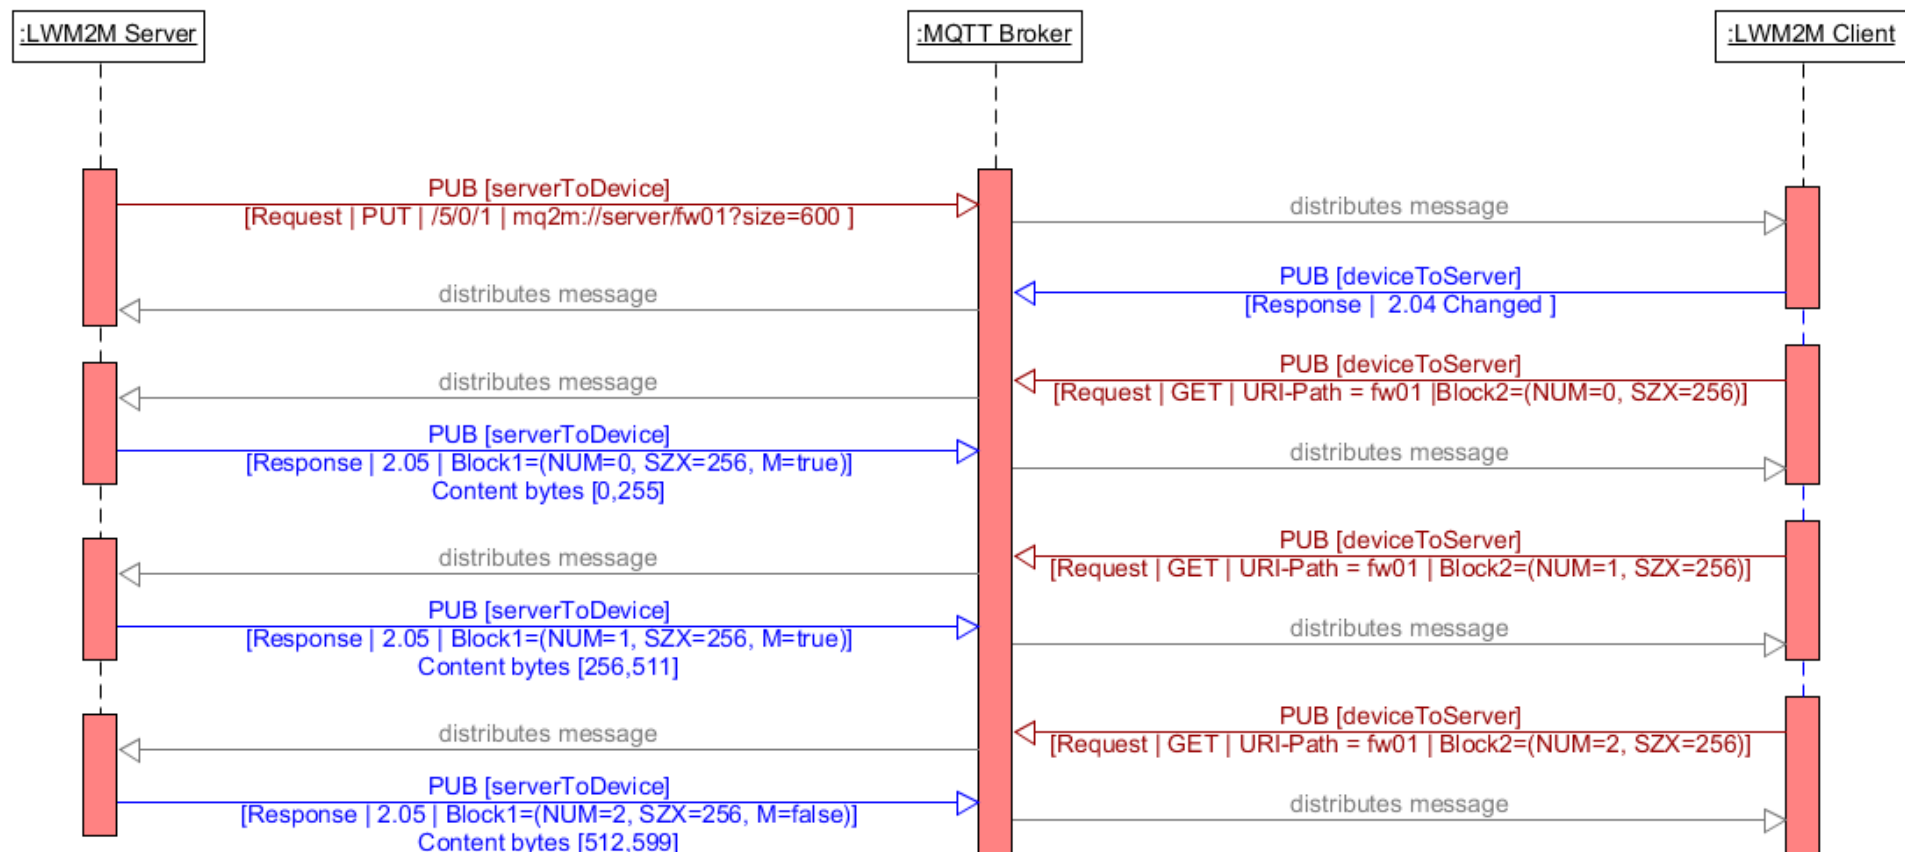 :LWM2M Server
:MQTT Broker
:LWM2M Client
PUB [serverToDevice]
[Request | PUT | /5/0/1 | mq2m://server/fw01?size=600 ]
distributes message
PUB [deviceToServer]
[Response |  2.04 Changed ]
distributes message
PUB [deviceToServer]
[Request | GET | URI-Path = fw01 |Block2=(NUM=0, SZX=256)]
distributes message
PUB [serverToDevice]
[Response | 2.05 | Block1=(NUM=0, SZX=256, M=true)]
Content bytes [0,255]
distributes message
PUB [deviceToServer]
[Request | GET | URI-Path = fw01 | Block2=(NUM=1, SZX=256)]
distributes message
PUB [serverToDevice]
[Response | 2.05 | Block1=(NUM=1, SZX=256, M=true)]
Content bytes [256,511]
distributes message
PUB [deviceToServer]
[Request | GET | URI-Path = fw01 | Block2=(NUM=2, SZX=256)]
distributes message
PUB [serverToDevice]
[Response | 2.05 | Block1=(NUM=2, SZX=256, M=false)]
Content bytes [512,599]
distributes message